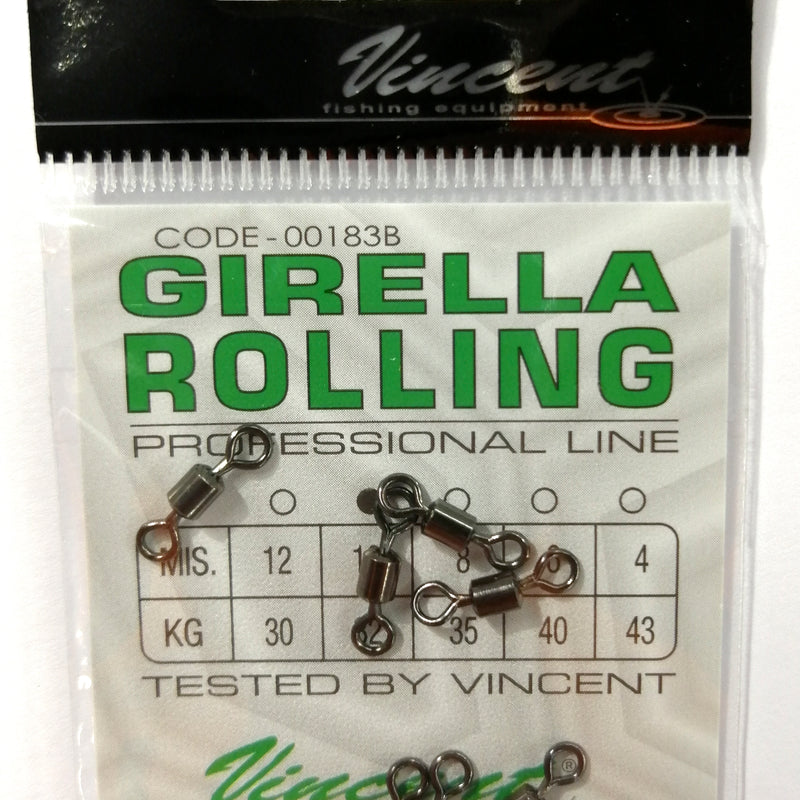 Vincent
fishing equipment
CODE-00183B
GIRELLA
ROLLING
PROFESSIONAL LINE
MIS. 12 8 4
KG 30 35 40 43
TESTED BY VINCENT
Vincent ®